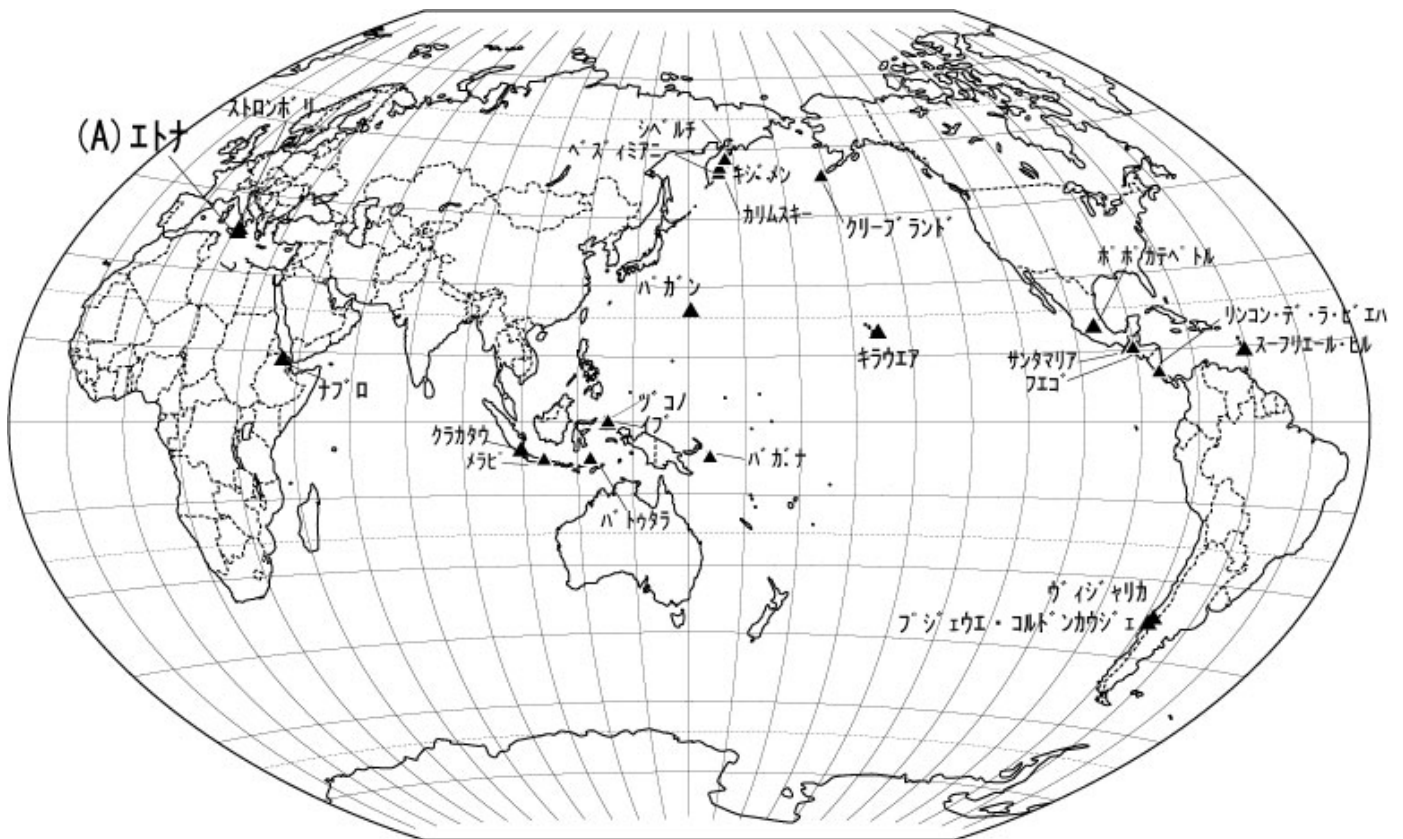 ストロンボリ
(A)エトナ
シベルチ
ベズィミアニ
キジメン
カリムスキー
クリーブランド
ポポカテペトル
パガン
リンコン・デ・ラ・ビエハ
キラウエア
サンタマリア
スーフリエール・ヒル
フエゴ
ナブロ
ヅコノ
イブ
クラカタウ
メラピ
バガナ
バトゥタラ
ヴィジャリカ
プジェウエ・コルドンカウジェ